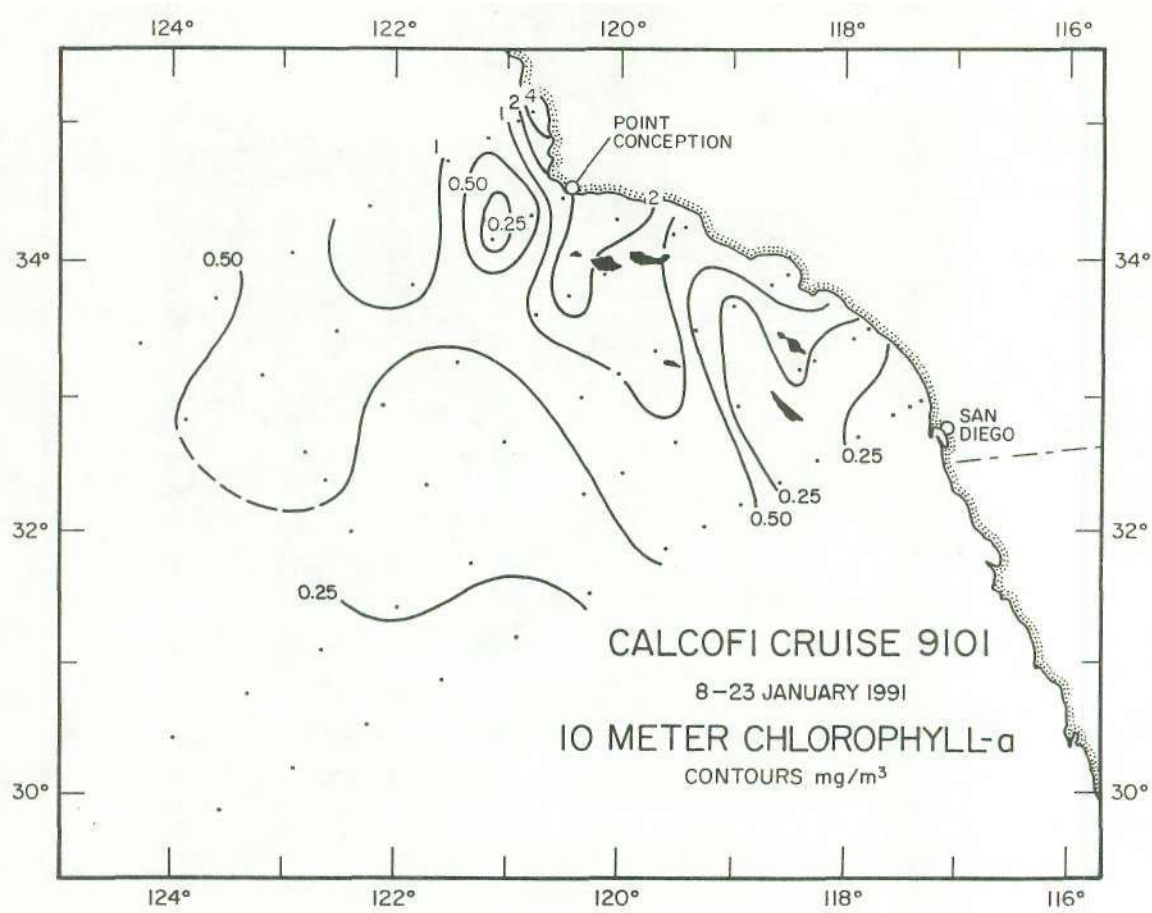 124° 122° 120° 118° 116°
1 2 4
POINT
CONCEPTION
1
0.50
2
0.25
34° 0.50 34°
SAN
DIEGO
0.25
0.25
0.50
32° 32°
0.25
CALCOFI CRUISE 9101
8-23 JANUARY 1991
10 METER CHLOROPHYLL-a
CONTOURS mg/m³
30° 30°
124° 122° 120° 118° 116°